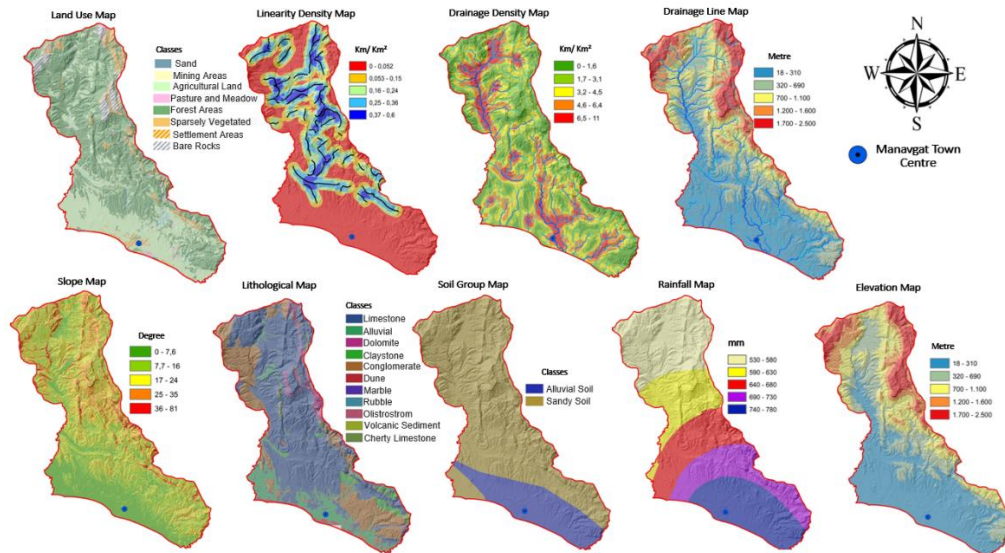 Land Use Map
Classes
Sand
Mining Areas
Agricultural Land
Pasture and Meadow
Forest Areas
Sparsely Vegetated
Settlement Areas
Bare Rocks
Linearity Density Map
Km/ Km²
0 - 0,052
0,053 - 0,15
0,16 - 0,24
0,25 - 0,36
0,37 - 0,6
Drainage Density Map
Km/ Km²
0 - 1,6
1,7 - 3,1
3,2 - 4,5
4,6 - 6,4
6,5 - 11
Drainage Line Map
Metre
18 - 310
320 - 690
700 - 1.100
1.200 - 1.600
1.700 - 2.500
N
W E
S
Manavgat Town
Centre
Slope Map
Degree
0 - 7,6
7,7 - 16
17 - 24
25 - 35
36 - 81
Lithological Map
Classes
Limestone
Alluvial
Dolomite
Claystone
Conglomerate
Dune
Marble
Rubble
Olistrostrom
Volcanic Sediment
Cherty Limestone
Soil Group Map
Classes
Alluvial Soil
Sandy Soil
Rainfall Map
mm
530 - 580
590 - 630
640 - 680
690 - 730
740 - 780
Elevation Map
Metre
18 - 310
320 - 690
700 - 1.100
1.200 - 1.600
1.700 - 2.500